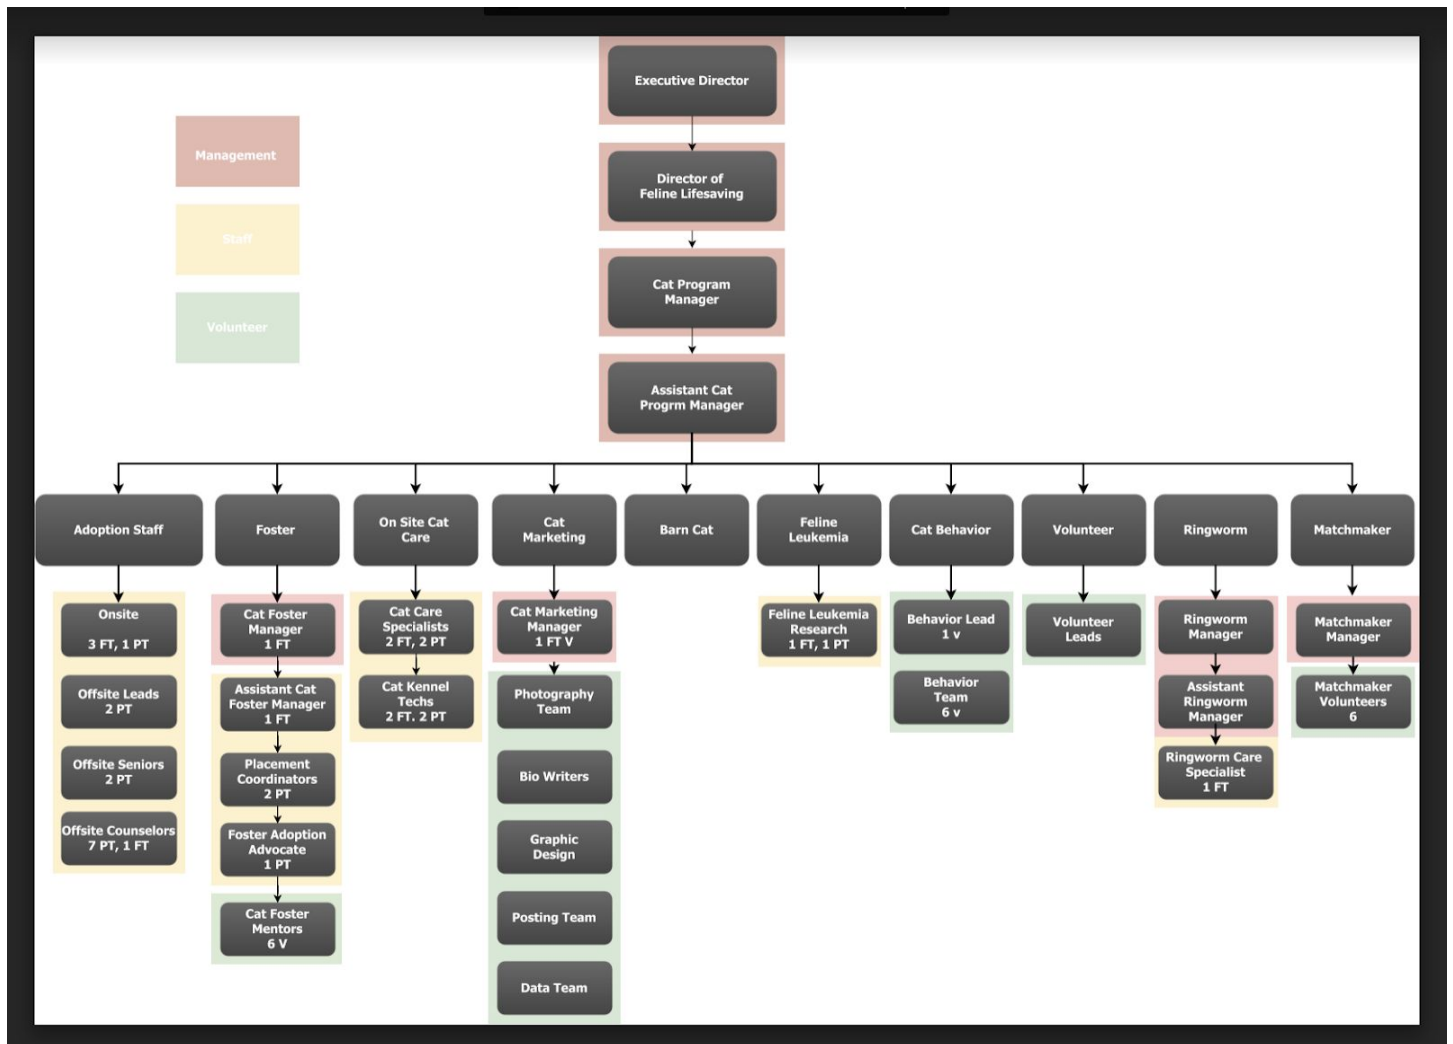 Executive Director
Management
Director of
Feline Lifesaving
Staff
Cat Program
Manager
Volunteer
Assistant Cat
Progrm Manager
Adoption Staff
Foster
On Site Cat
Care
Cat
Marketing
Barn Cat
Feline
Leukemia
Cat Behavior
Volunteer
Ringworm
Matchmaker
Onsite
3 FT, 1 PT
Offsite Leads
2 PT
Offsite Seniors
2 PT
Offsite Counselors
7 PT, 1 FT
Cat Foster
Manager
1 FT
Assistant Cat
Foster Manager
1 FT
Placement
Coordinators
2 PT
Foster Adoption
Advocate
1 PT
Cat Foster
Mentors
6 V
Cat Care
Specialists
2 FT, 2 PT
Cat Kennel
Techs
2 FT. 2 PT
Cat Marketing
Manager
1 FT V
Photography
Team
Bio Writers
Graphic
Design
Posting Team
Data Team
Feline Leukemia
Research
1 FT, 1 PT
Behavior Lead
1 v
Behavior
Team
6 v
Volunteer
Leads
Ringworm
Manager
Assistant
Ringworm
Manager
Ringworm Care
Specialist
1 FT
Matchmaker
Manager
Matchmaker
Volunteers
6